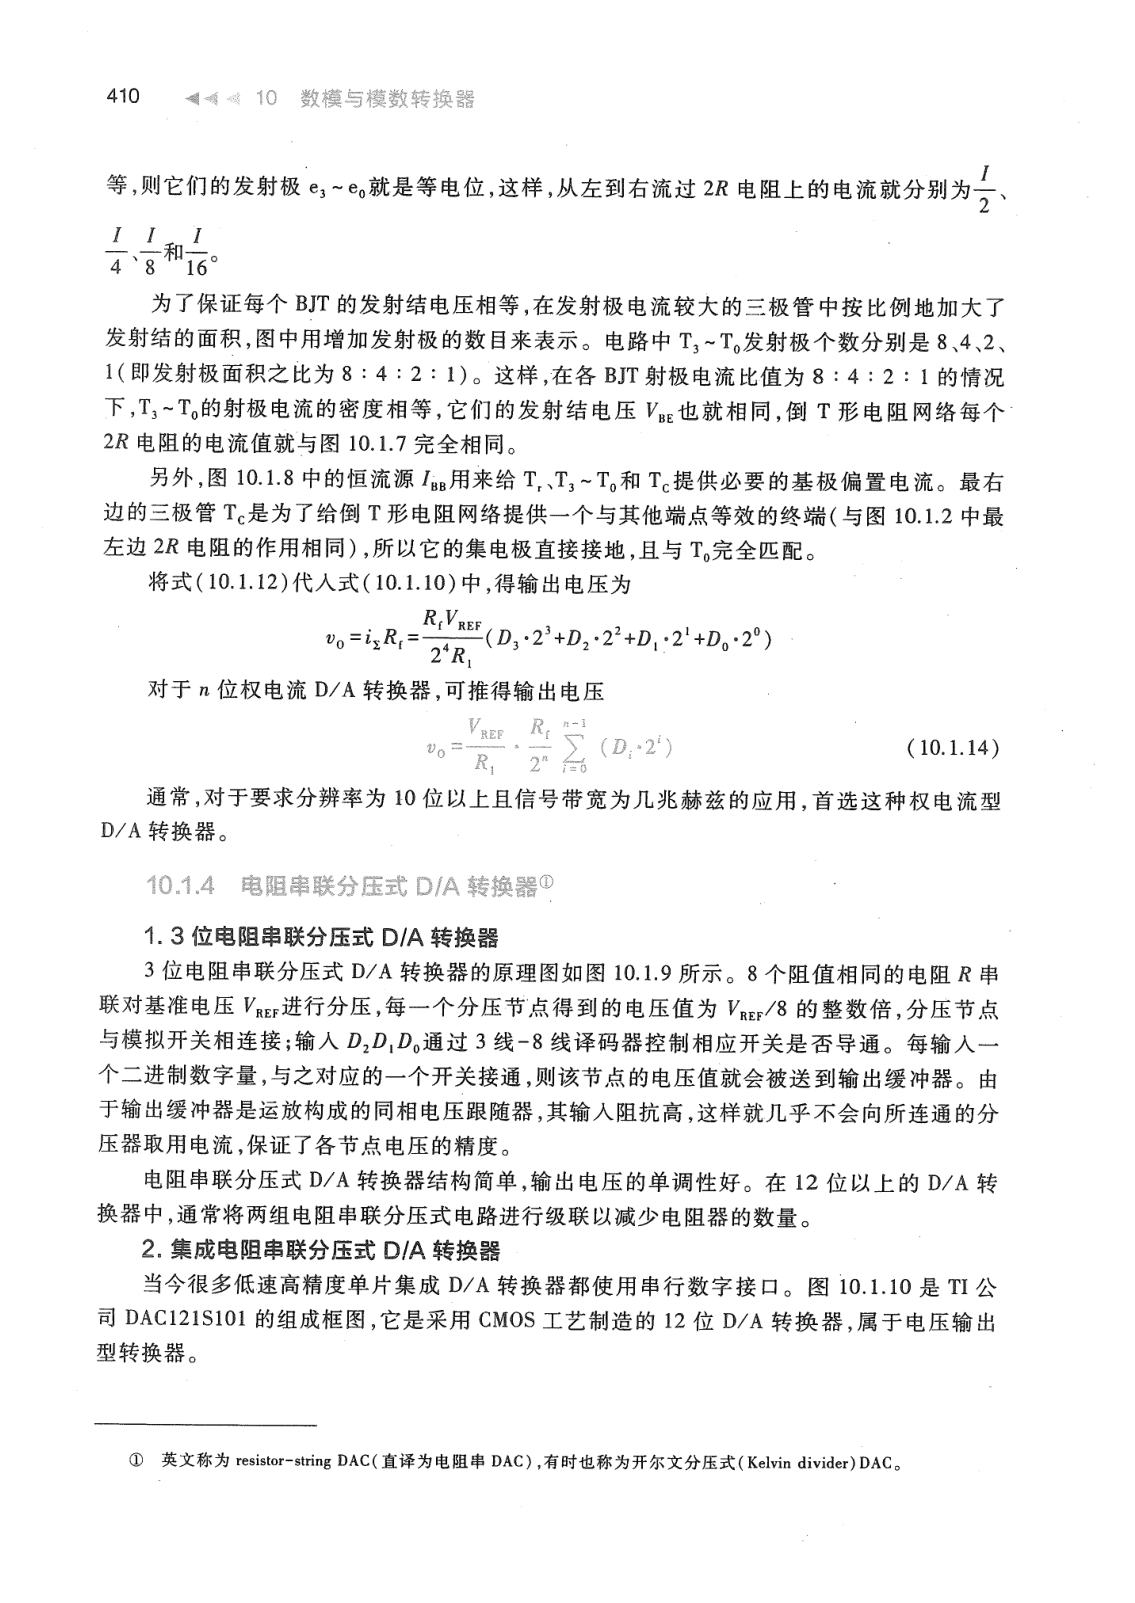 410 10 数模与模数转换器
等,则它们的发射极 e₃~e₀就是等电位,这样,从左到右流过 2R 电阻上的电流就分别为 I/2、
I/4、I/8和I/16。
为了保证每个 BJT 的发射结电压相等,在发射极电流较大的三极管中按比例地加大了
发射结的面积,图中用增加发射极的数目来表示。电路中 T₃~T₀发射极个数分别是 8、4、2、
1(即发射极面积之比为 8:4:2:1)。这样,在各 BJT 射极电流比值为 8:4:2:1 的情况
下,T₃~T₀的射极电流的密度相等,它们的发射结电压 V_BE也就相同,倒 T 形电阻网络每个
2R 电阻的电流值就与图 10.1.7 完全相同。
另外,图 10.1.8 中的恒流源 I_BB用来给 T_r、T₃~T₀和 T_C提供必要的基极偏置电流。最右
边的三极管 T_C是为了给倒 T 形电阻网络提供一个与其他端点等效的终端(与图 10.1.2 中最
左边 2R 电阻的作用相同),所以它的集电极直接接地,且与 T₀完全匹配。
将式(10.1.12)代入式(10.1.10)中,得输出电压为
v_O=i_ΣR_f=R_fV_REF/2⁴R₁(D₃·2³+D₂·2²+D₁·2¹+D₀·2⁰)
对于 n 位权电流 D/A 转换器,可推得输出电压
v_O=V_REF/R₁·R_f/2ⁿ ∑_{i=0}^{n-1}(D_i·2^i) (10.1.14)
通常,对于要求分辨率为 10 位以上且信号带宽为几兆赫兹的应用,首选这种权电流型
D/A 转换器。
10.1.4 电阻串联分压式 D/A 转换器①
1. 3 位电阻串联分压式 D/A 转换器
3 位电阻串联分压式 D/A 转换器的原理图如图 10.1.9 所示。8 个阻值相同的电阻 R 串
联对基准电压 V_REF进行分压,每一个分压节点得到的电压值为 V_REF/8 的整数倍,分压节点
与模拟开关相连接;输入 D₂D₁D₀通过 3 线-8 线译码器控制相应开关是否导通。每输入一
个二进制数字量,与之对应的一个开关接通,则该节点的电压值就会被送到输出缓冲器。由
于输出缓冲器是运放构成的同相电压跟随器,其输入阻抗高,这样就几乎不会向所连通的分
压器取用电流,保证了各节点电压的精度。
电阻串联分压式 D/A 转换器结构简单,输出电压的单调性好。在 12 位以上的 D/A 转
换器中,通常将两组电阻串联分压式电路进行级联以减少电阻器的数量。
2. 集成电阻串联分压式 D/A 转换器
当今很多低速高精度单片集成 D/A 转换器都使用串行数字接口。图 10.1.10 是 TI 公
司 DAC121S101 的组成框图,它是采用 CMOS 工艺制造的 12 位 D/A 转换器,属于电压输出
型转换器。
① 英文称为 resistor-string DAC(直译为电阻串 DAC),有时也称为开尔文分压式(Kelvin divider)DAC。